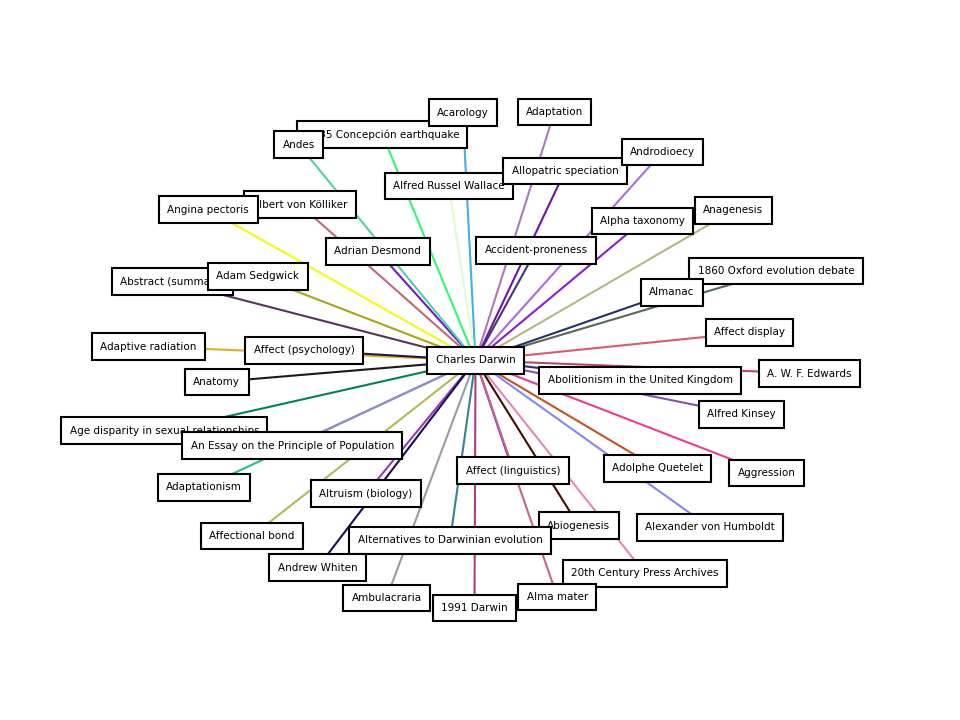 Acarology
Adaptation
35 Concepción earthquake
Andes
Androdioecy
Allopatric speciation
Alfred Russel Wallace
lbert von Kölliker
Angina pectoris
Anagenesis
Alpha taxonomy
Adrian Desmond
Accident-proneness
1860 Oxford evolution debate
Adam Sedgwick
Abstract (summa
Almanac
Affect display
Adaptive radiation
Affect (psychology)
Charles Darwin
A. W. F. Edwards
Anatomy
Abolitionism in the United Kingdom
Alfred Kinsey
Age disparity in sexual relationships
An Essay on the Principle of Population
Affect (linguistics)
Adolphe Quetelet
Aggression
Adaptationism
Altruism (biology)
Abiogenesis
Alexander von Humboldt
Affectional bond
Alternatives to Darwinian evolution
Andrew Whiten
20th Century Press Archives
Ambulacraria
Alma mater
1991 Darwin